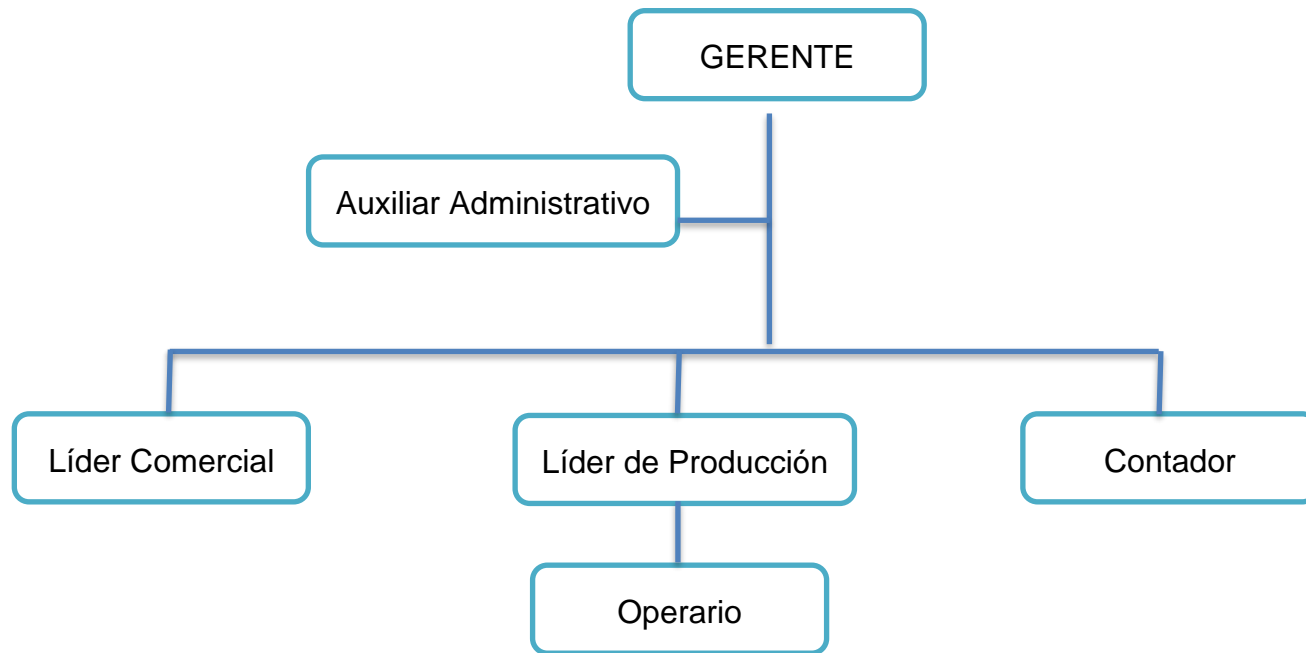 GERENTE
Auxiliar Administrativo
Líder Comercial
Líder de Producción
Contador
Operario